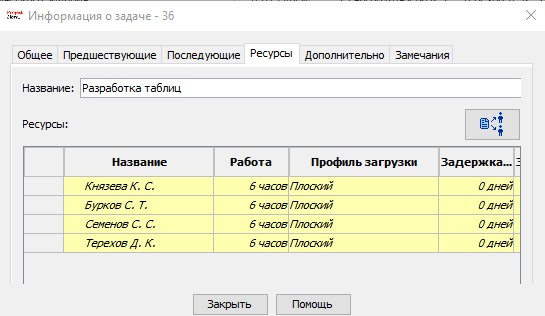 Информация о задаче - 36
Общее Предшествующие Последующие Ресурсы Дополнительно Замечания
Название: Разработка таблиц
Ресурсы:
Название Работа Профиль загрузки Задержка...
Князева К. С. 6 часов Плоский 0 дней
Бурков С. Т. 6 часов Плоский 0 дней
Семенов С. С. 6 часов Плоский 0 дней
Терехов Д. К. 6 часов Плоский 0 дней
Закрыть Помощь